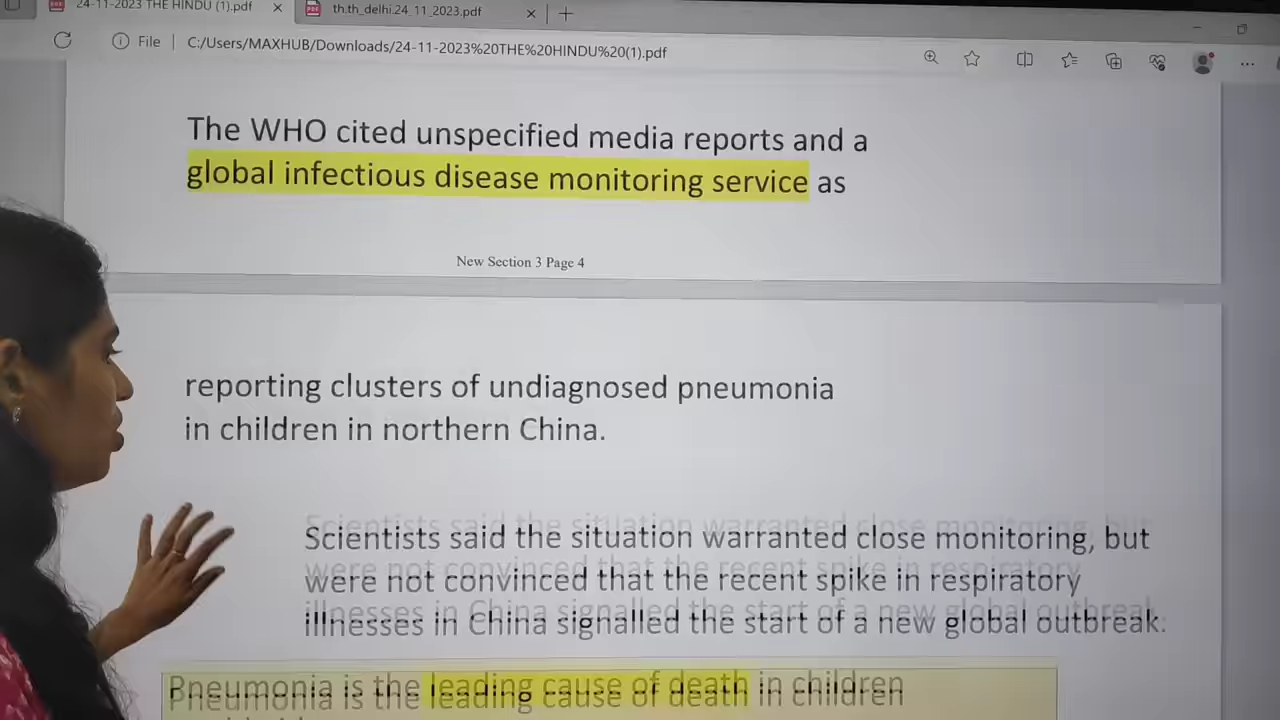 24-11-2023 THE HINDU (1).pdf
th.th_delhi.24_11_2023.pdf
File
C:/Users/MAXHUB/Downloads/24-11-2023%20THE%20HINDU%20(1).pdf
The WHO cited unspecified media reports and a
global infectious disease monitoring service as
New Section 3 Page 4
reporting clusters of undiagnosed pneumonia
in children in northern China.
Scientists said the situation warranted close monitoring, but
were not convinced that the recent spike in respiratory
illnesses in China signalled the start of a new global outbreak.
Pneumonia is the leading cause of death in children